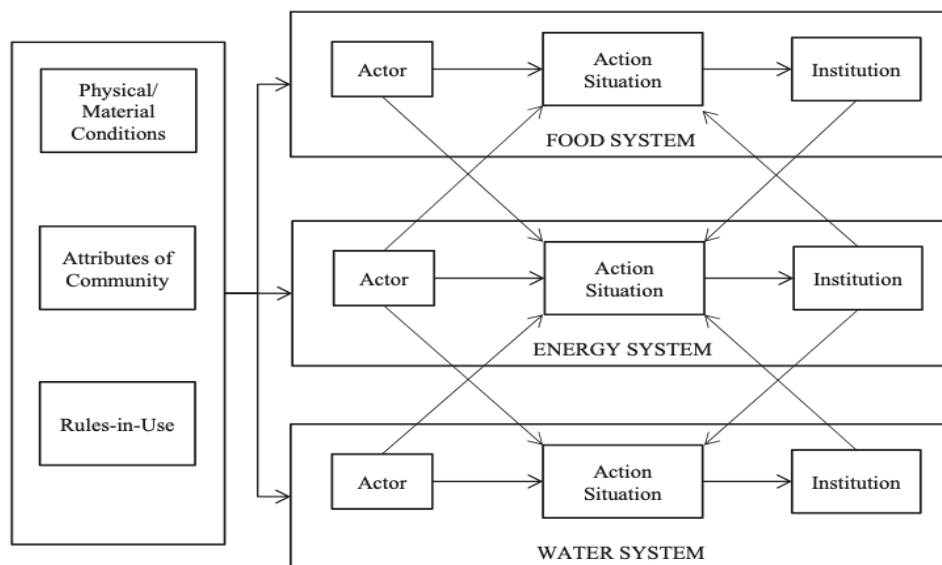 Physical/
Material
Conditions
Attributes of
Community
Rules-in-Use
Actor
Action
Situation
Institution
FOOD SYSTEM
Actor
Action
Situation
Institution
ENERGY SYSTEM
Actor
Action
Situation
Institution
WATER SYSTEM